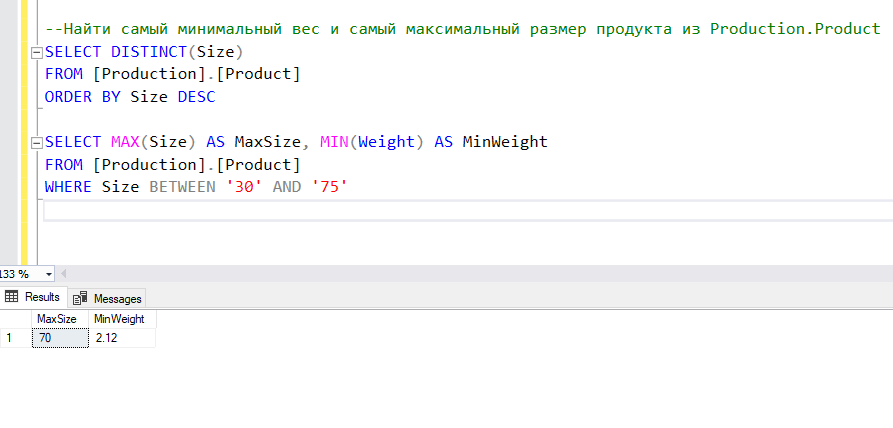 --Найти самый минимальный вес и самый максимальный размер продукта из Production.Product
SELECT DISTINCT(Size)
FROM [Production].[Product]
ORDER BY Size DESC
SELECT MAX(Size) AS MaxSize, MIN(Weight) AS MinWeight
FROM [Production].[Product]
WHERE Size BETWEEN '30' AND '75'
133 %
Results Messages
MaxSize MinWeight
1 70 2.12